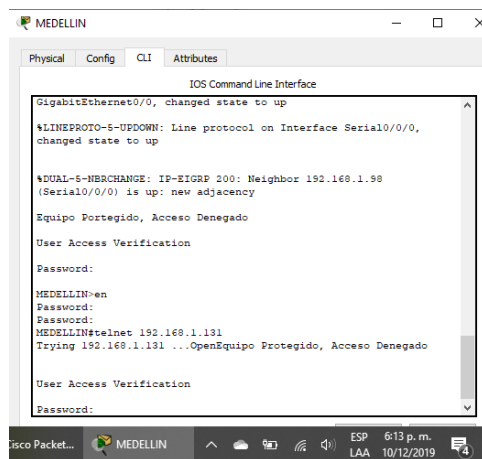 MEDELLIN
Physical Config CLI Attributes
IOS Command Line Interface
GigabitEthernet0/0, changed state to up
%LINEPROTO-5-UPDOWN: Line protocol on Interface Serial0/0/0,
changed state to up
%DUAL-5-NBRCHANGE: IP-EIGRP 200: Neighbor 192.168.1.98
(Serial0/0/0) is up: new adjacency
Equipo Portegido, Acceso Denegado
User Access Verification
Password:
MEDELLIN>en
Password:
Password:
MEDELLIN#telnet 192.168.1.131
Trying 192.168.1.131 ...OpenEquipo Protegido, Acceso Denegado
User Access Verification
Password:
Cisco Packet... MEDELLIN ESP 6:13 p. m.
LAA 10/12/2019 4